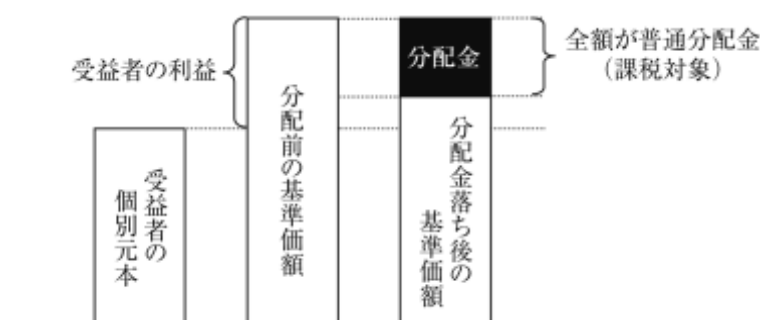 受益者の利益
受益者の
個別元本
分配前の基準価額
分配金
分配金落ち後の
基準価額
全額が普通分配金
（課税対象）